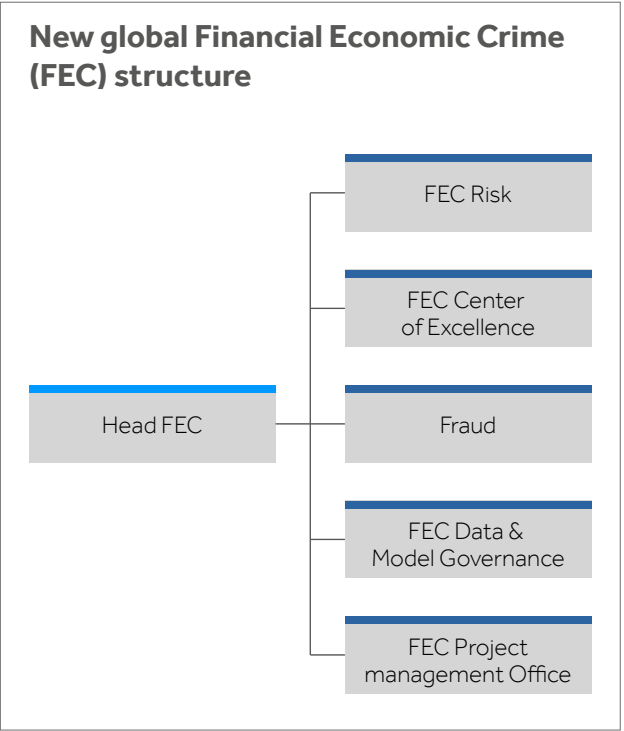 New global Financial Economic Crime
(FEC) structure
FEC Risk
FEC Center
of Excellence
Head FEC
Fraud
FEC Data &
Model Governance
FEC Project
management Office